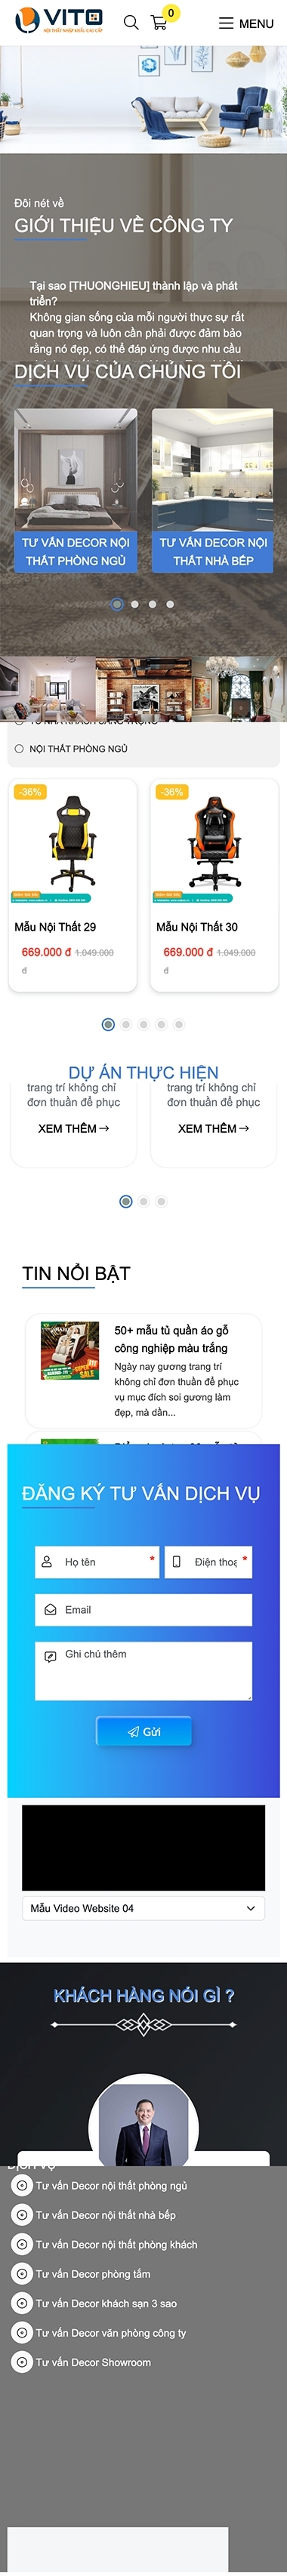 VITO
NỘI THẤT NHẬP KHẨU CAO CẤP
0
MENU
Đôi nét về
GIỚI THIỆU VỀ CÔNG TY
Tại sao [THUONGHIEU] thành lập và phát
triển?
Không gian sống của mỗi người thực sự rất
quan trọng và luôn cần phải được đảm bảo
rằng nó đẹp, có thể đáp ứng được nhu cầu
DỊCH VỤ CỦA CHÚNG TÔI
TƯ VẤN DECOR NỘI
THẤT PHÒNG NGỦ
TƯ VẤN DECOR NỘI
THẤT NHÀ BẾP
NỘI THẤT PHÒNG NGỦ
-36%
-36%
Mẫu Nội Thất 29
669.000 đ 1.049.000
đ
Mẫu Nội Thất 30
669.000 đ 1.049.000
đ
DỰ ÁN THỰC HIỆN
trang trí không chỉ
đơn thuần để phục
XEM THÊM
trang trí không chỉ
đơn thuần để phục
XEM THÊM
TIN NỔI BẬT
50+ mẫu tủ quần áo gỗ
công nghiệp màu trắng
Ngày nay gương trang trí
không chỉ đơn thuần để phục
vụ mục đích soi gương làm
đẹp, mà dần...
ĐĂNG KÝ TƯ VẤN DỊCH VỤ
Họ tên *
Điện thoạ *
Email
Ghi chú thêm
Gửi
Mẫu Video Website 04
KHÁCH HÀNG NÓI GÌ ?
DỊCH VỤ
Tư vấn Decor nội thất phòng ngủ
Tư vấn Decor nội thất nhà bếp
Tư vấn Decor nội thất phòng khách
Tư vấn Decor phòng tắm
Tư vấn Decor khách sạn 3 sao
Tư vấn Decor văn phòng công ty
Tư vấn Decor Showroom